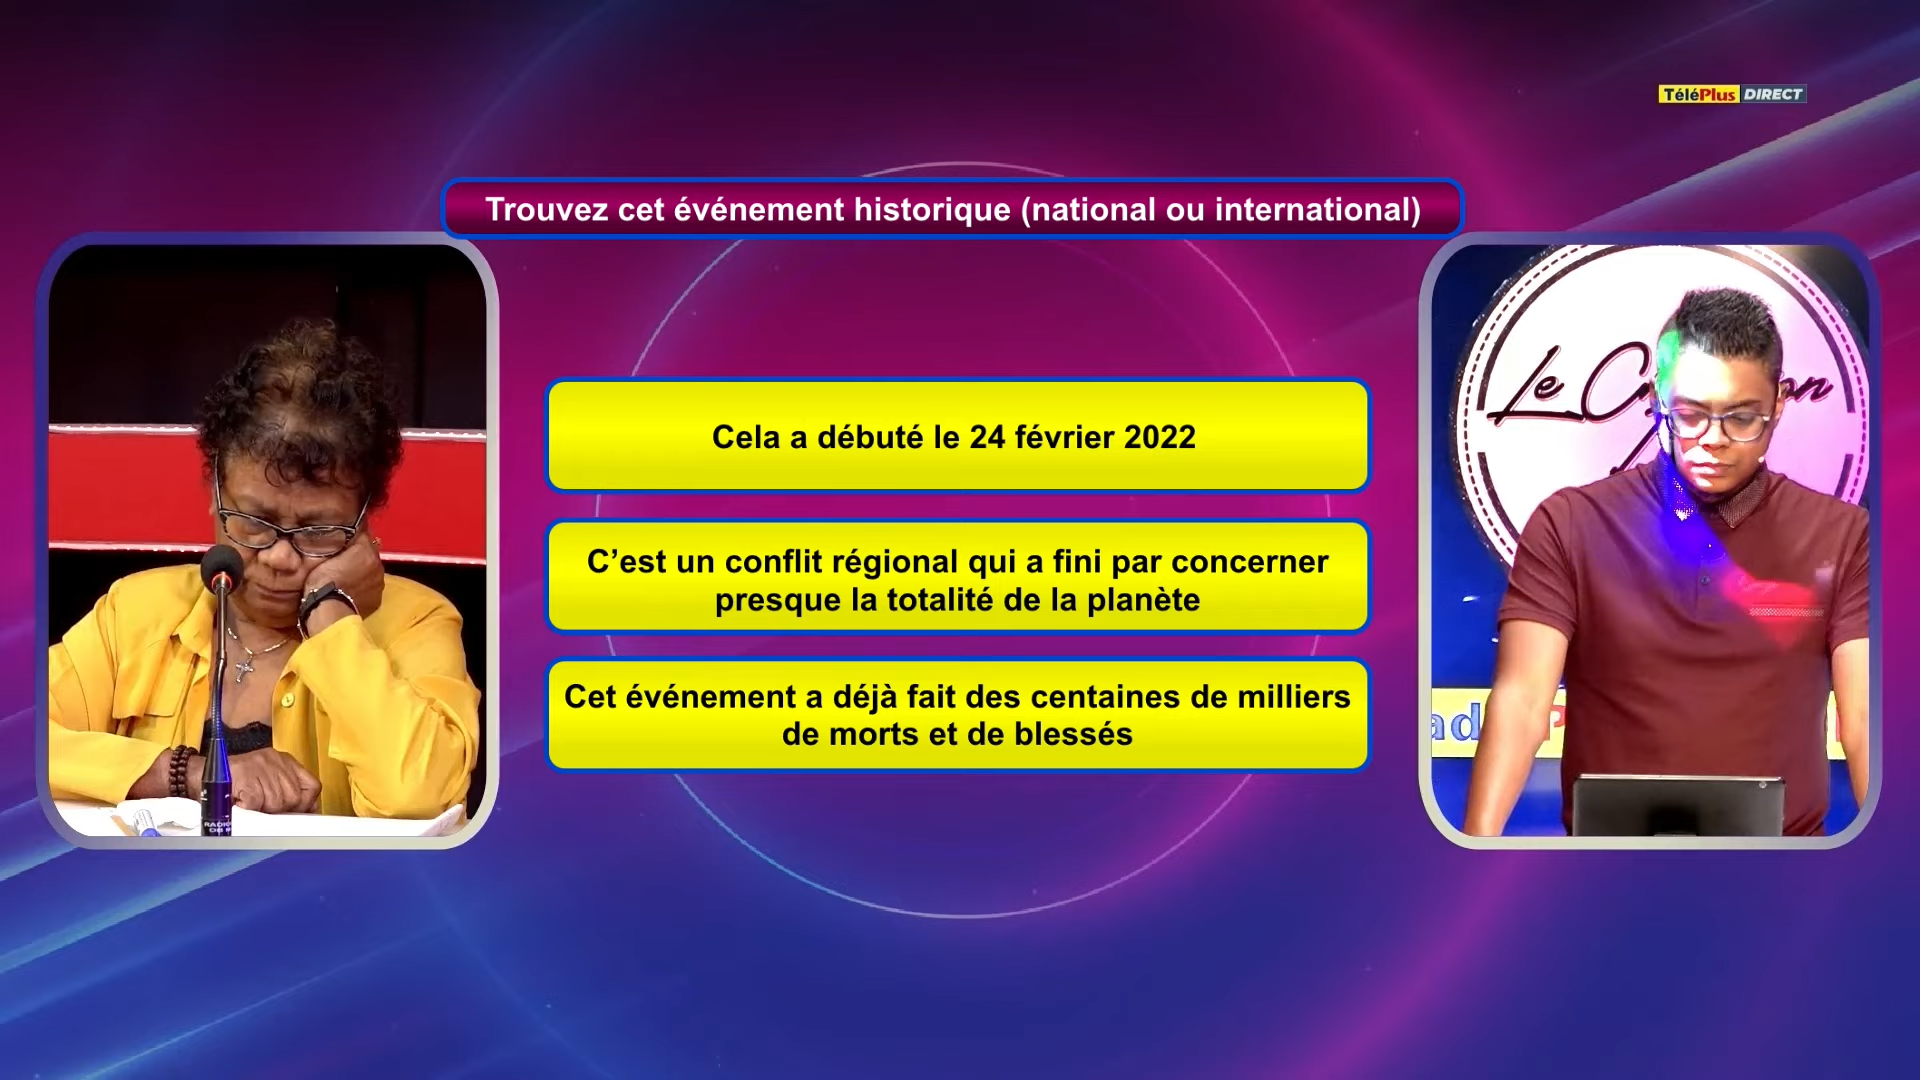 TéléPlus DIRECT
Trouvez cet événement historique (national ou international)
Cela a débuté le 24 février 2022
C’est un conflit régional qui a fini par concerner
presque la totalité de la planète
Cet événement a déjà fait des centaines de milliers
de morts et de blessés
Le